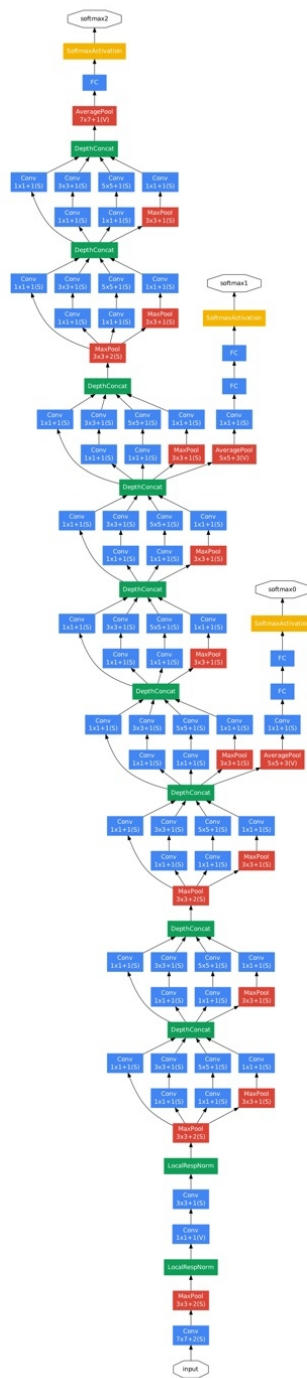 softmax2
SoftmaxActivation
FC
AveragePool
7x7+1(V)
DepthConcat
Conv Conv Conv Conv
1x1+1(S) 3x3+1(S) 5x5+1(S) 1x1+1(S)
Conv Conv MaxPool
1x1+1(S) 1x1+1(S) 3x3+1(S)
DepthConcat
Conv Conv Conv Conv
1x1+1(S) 3x3+1(S) 5x5+1(S) 1x1+1(S)
softmax1
Conv Conv MaxPool
1x1+1(S) 1x1+1(S) 3x3+1(S)
SoftmaxActivation
MaxPool
3x3+2(S)
FC
DepthConcat
FC
Conv Conv Conv Conv Conv
1x1+1(S) 3x3+1(S) 5x5+1(S) 1x1+1(S) 1x1+1(S)
Conv Conv MaxPool AveragePool
1x1+1(S) 1x1+1(S) 3x3+1(S) 5x5+3(V)
DepthConcat
Conv Conv Conv Conv
1x1+1(S) 3x3+1(S) 5x5+1(S) 1x1+1(S)
Conv Conv MaxPool
1x1+1(S) 1x1+1(S) 3x3+1(S)
DepthConcat
softmax0
Conv Conv Conv Conv
1x1+1(S) 3x3+1(S) 5x5+1(S) 1x1+1(S)
SoftmaxActivation
Conv Conv MaxPool
1x1+1(S) 1x1+1(S) 3x3+1(S)
FC
DepthConcat
FC
Conv Conv Conv Conv Conv
1x1+1(S) 3x3+1(S) 5x5+1(S) 1x1+1(S) 1x1+1(S)
Conv Conv MaxPool AveragePool
1x1+1(S) 1x1+1(S) 3x3+1(S) 5x5+3(V)
DepthConcat
Conv Conv Conv Conv
1x1+1(S) 3x3+1(S) 5x5+1(S) 1x1+1(S)
Conv Conv MaxPool
1x1+1(S) 1x1+1(S) 3x3+1(S)
MaxPool
3x3+2(S)
DepthConcat
Conv Conv Conv Conv
1x1+1(S) 3x3+1(S) 5x5+1(S) 1x1+1(S)
Conv Conv MaxPool
1x1+1(S) 1x1+1(S) 3x3+1(S)
DepthConcat
Conv Conv Conv Conv
1x1+1(S) 3x3+1(S) 5x5+1(S) 1x1+1(S)
Conv Conv MaxPool
1x1+1(S) 1x1+1(S) 3x3+1(S)
MaxPool
3x3+2(S)
LocalRespNorm
Conv
3x3+1(S)
Conv
1x1+1(V)
LocalRespNorm
MaxPool
3x3+2(S)
Conv
7x7+2(S)
input